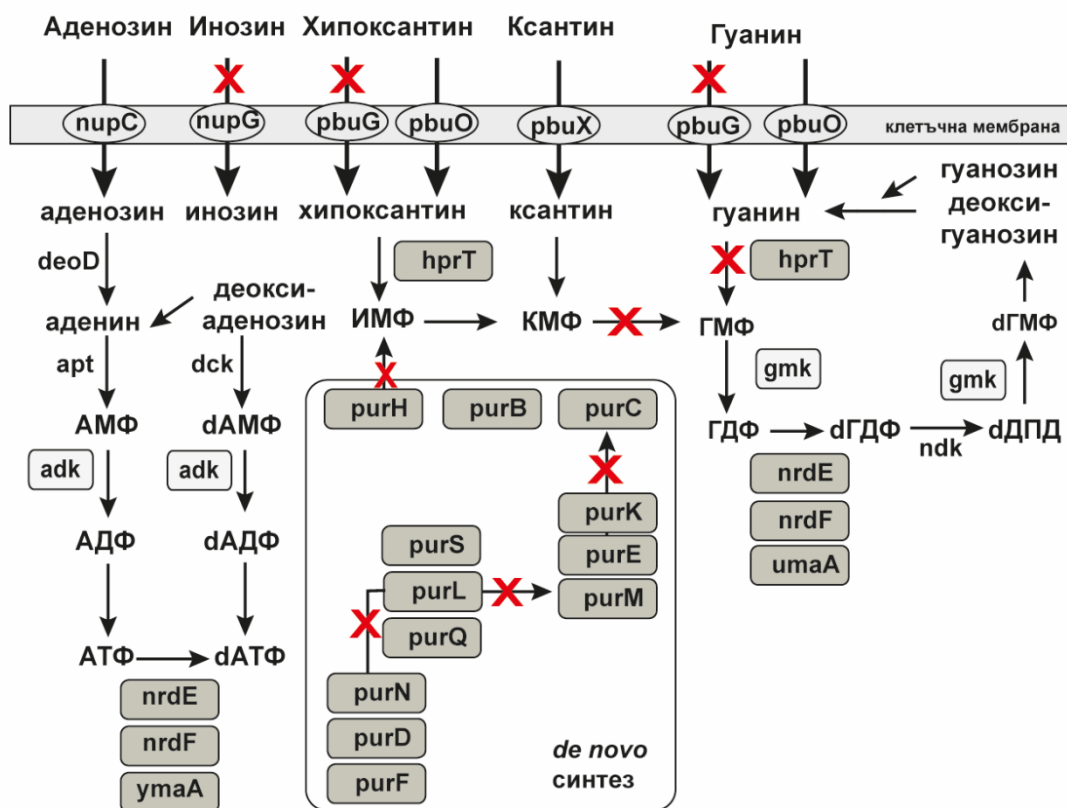 Аденозин Инозин Хипоксантин Ксантин Гуанин
nupC nupG pbuG pbuO pbuX pbuG pbuO клетъчна мембрана
гуанозин
аденозин инозин хипоксантин ксантин гуанин деокси-
гуанозин
deoD hprT hprT
деокси-
аденин аденозин ИМФ КМФ ГМФ dГМФ
apt dck gmk gmk
purH purB purC
АМФ dАМФ ГДФ dГДФ dДПД
ndk
adk adk nrdE
purK nrdF
АДФ dАДФ purS purE umaA
purL purM
purQ
АТФ dАТФ
nrdE purN
nrdF purD de novo
ymaA purF синтез